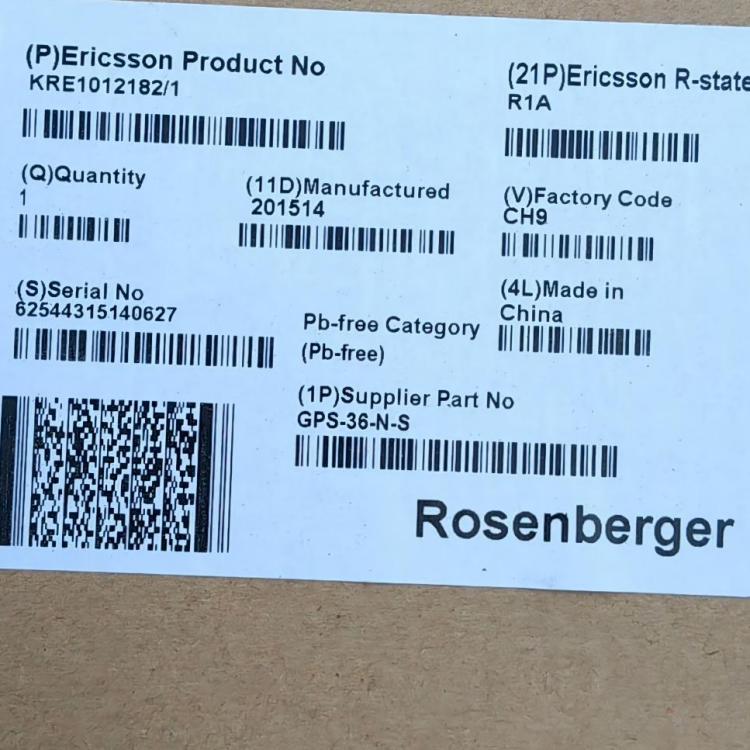 (P)Ericsson Product No
KRE1012182/1
(21P)Ericsson R-state
R1A
(Q)Quantity
1
(11D)Manufactured
201514
(V)Factory Code
CH9
(S)Serial No
62544315140627
Pb-free Category
(Pb-free)
(4L)Made in
China
(1P)Supplier Part No
GPS-36-N-S
Rosenberger